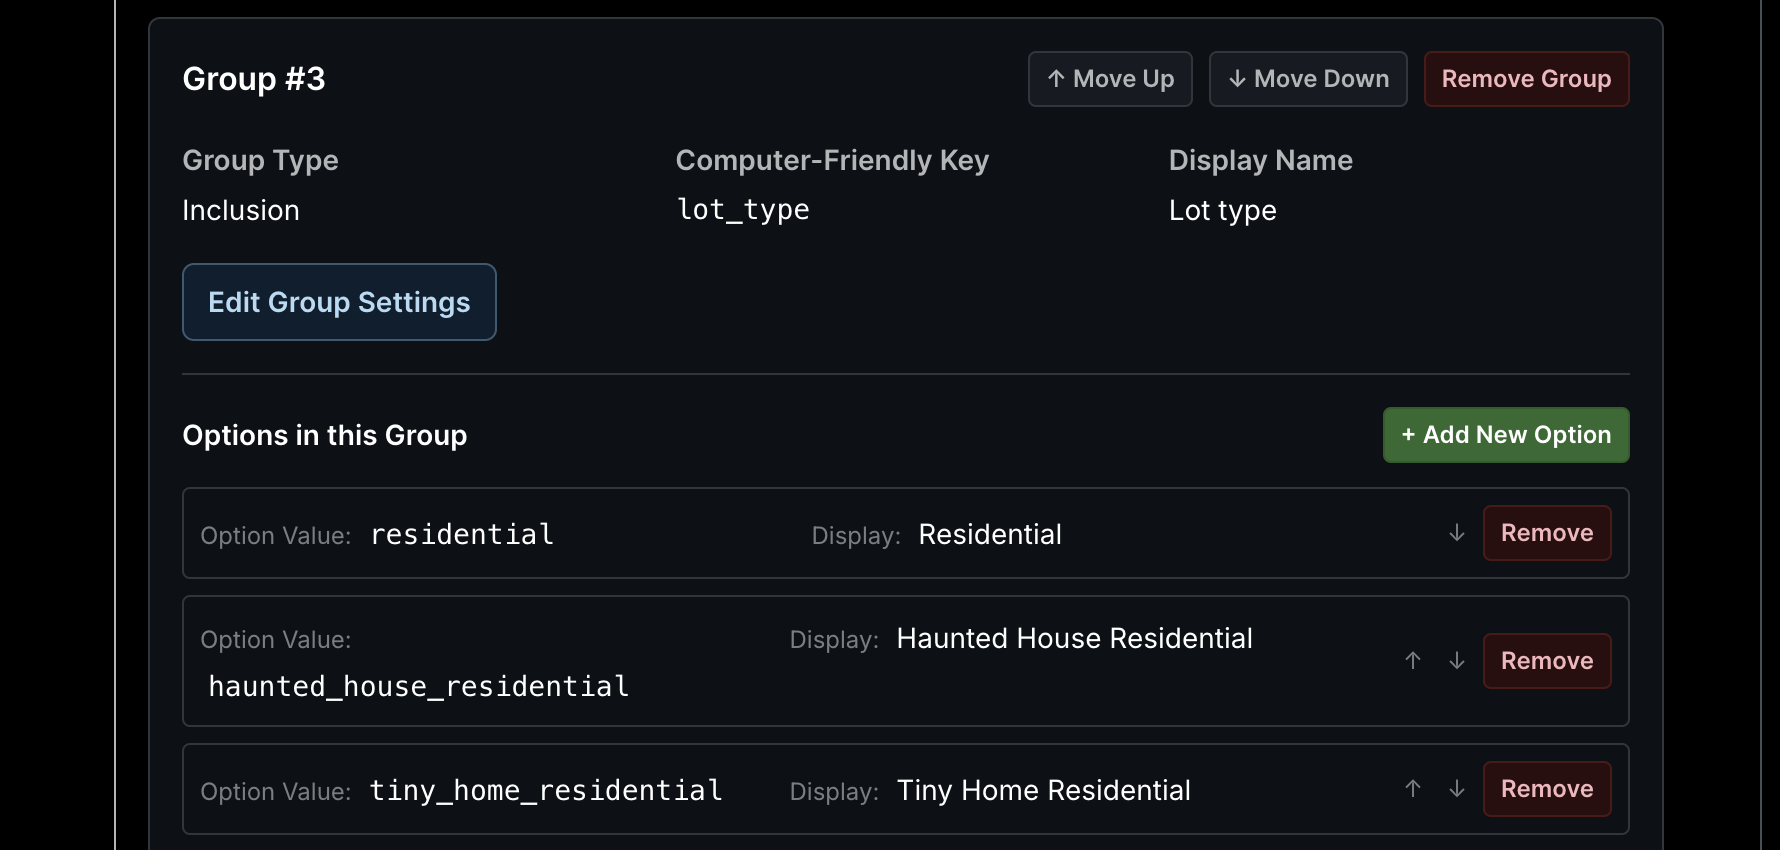 Group #3
↑ Move Up
↓ Move Down
Remove Group
Group Type
Computer-Friendly Key
Display Name
Inclusion
lot_type
Lot type
Edit Group Settings
Options in this Group
+ Add New Option
Option Value: residential
Display: Residential
↓
Remove
Option Value:
haunted_house_residential
Display: Haunted House Residential
↑ ↓
Remove
Option Value: tiny_home_residential
Display: Tiny Home Residential
↑ ↓
Remove